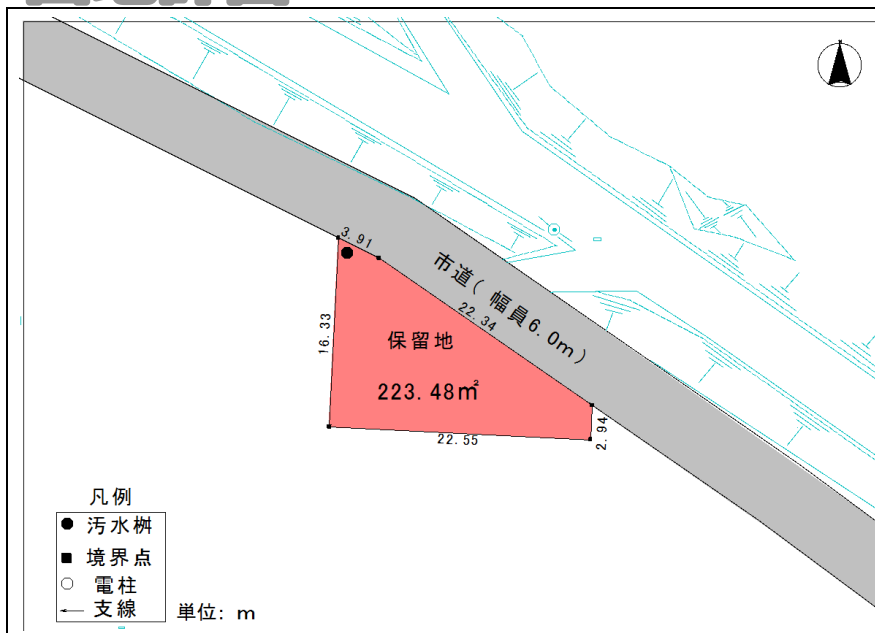 3.91
市道(幅員6.0m)
22.34
16.33
保留地
223.48㎡
2.94
22.55
凡例
汚水桝
境界点
電柱
支線
単位: m